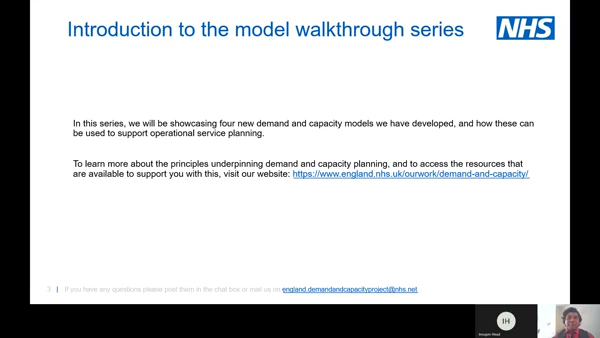 Introduction to the model walkthrough series
NHS
In this series, we will be showcasing four new demand and capacity models we have developed, and how these can
be used to support operational service planning.
To learn more about the principles underpinning demand and capacity planning, and to access the resources that
are available to support you with this, visit our website: https://www.england.nhs.uk/ourwork/demand-and-capacity/
3 | If you have any questions please post them in the chat box or mail us on england.demandandcapacityproject@nhs.net
IH